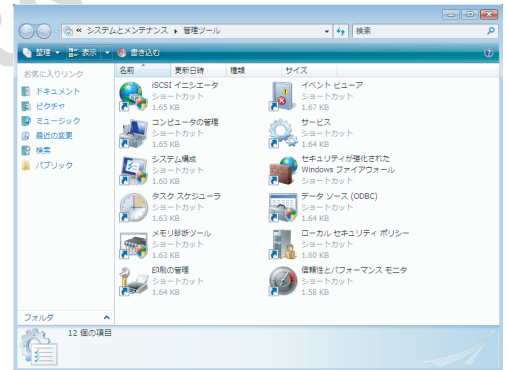 « システムとメンテナンス ▸ 管理ツール 検索
整理 表示 書き込む
お気に入りリンク
ドキュメント
ピクチャ
ミュージック
最近の変更
検索
パブリック
フォルダ
名前 更新日時 種類 サイズ
iSCSI イニシエータ
ショートカット
1.65 KB
イベント ビューア
ショートカット
1.67 KB
コンピュータの管理
ショートカット
1.65 KB
サービス
ショートカット
1.64 KB
システム構成
ショートカット
1.60 KB
セキュリティが強化された
Windows ファイアウォール
ショートカット
タスク スケジューラ
ショートカット
1.63 KB
データ ソース (ODBC)
ショートカット
1.64 KB
メモリ診断ツール
ショートカット
1.63 KB
ローカル セキュリティ ポリシー
ショートカット
1.60 KB
印刷の管理
ショートカット
1.64 KB
信頼性とパフォーマンス モニタ
ショートカット
1.58 KB
12 個の項目